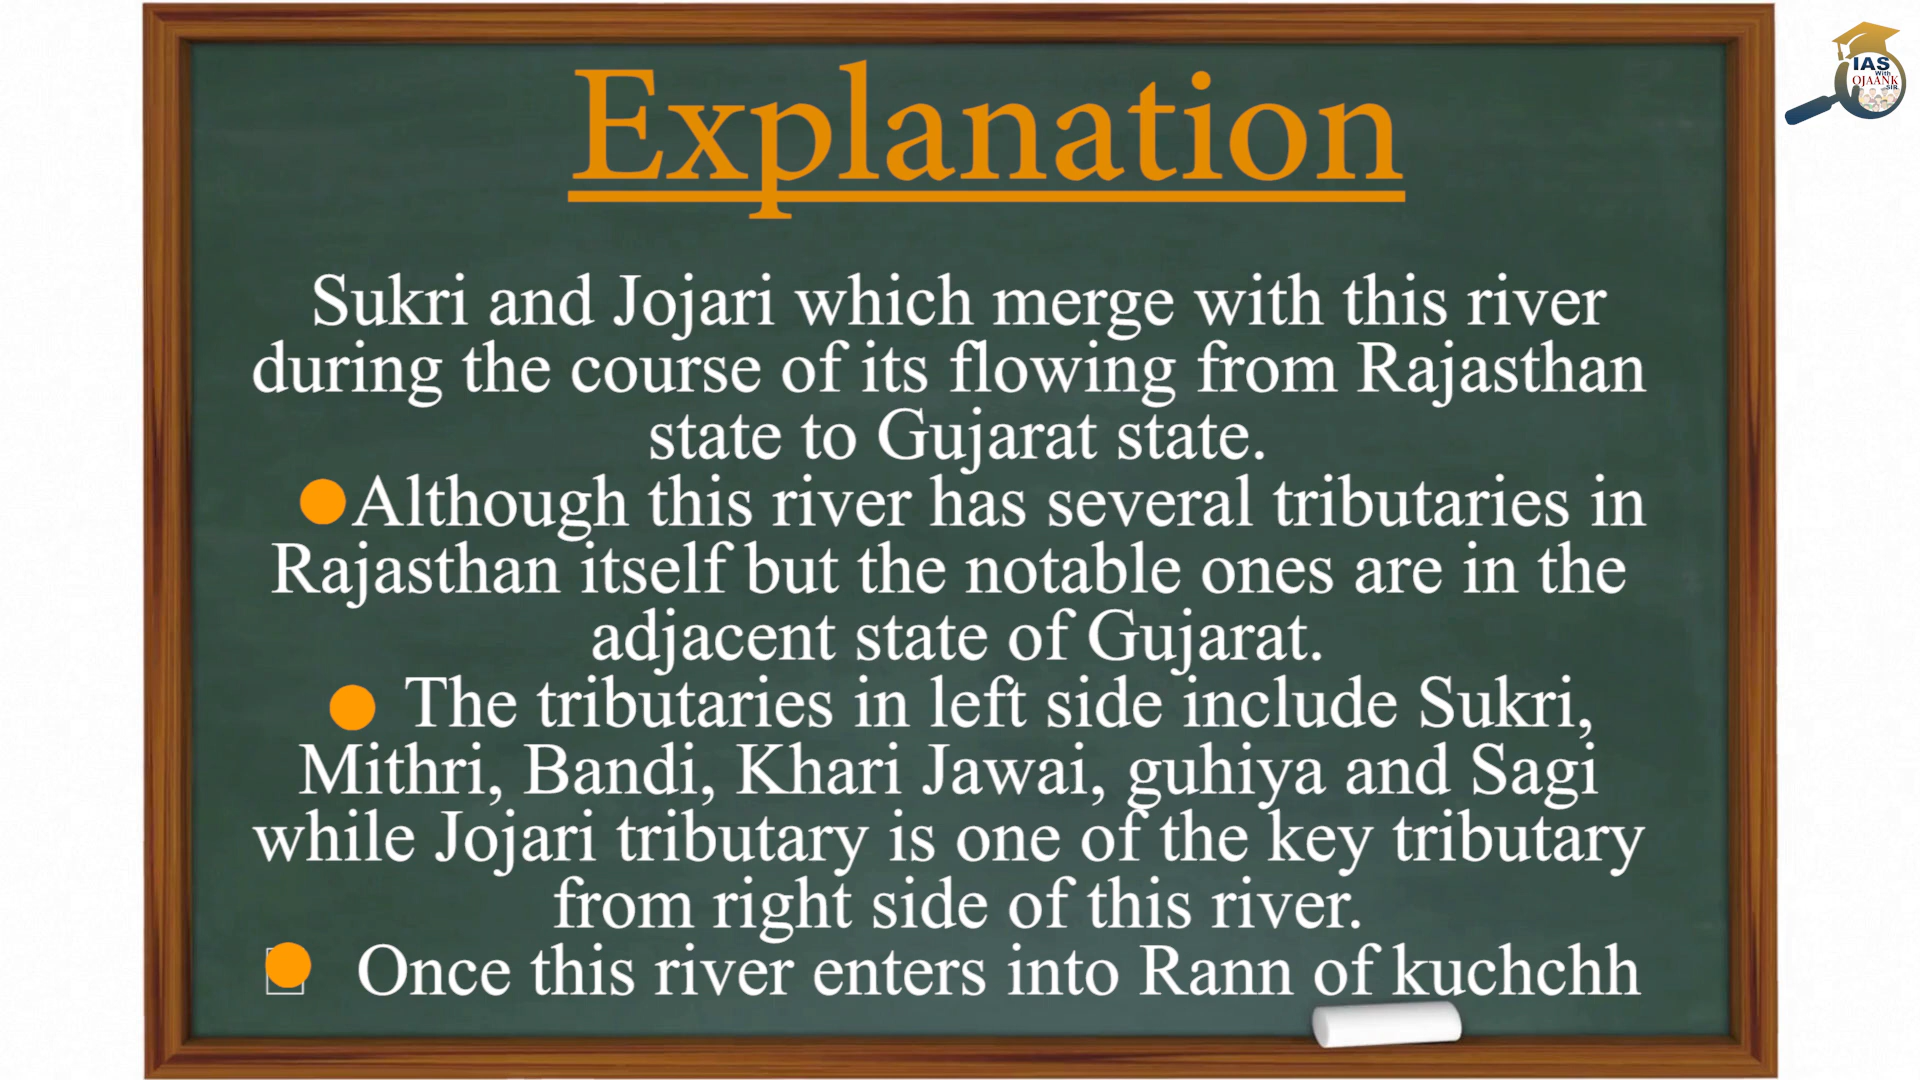 Explanation
Sukri and Jojari which merge with this river
during the course of its flowing from Rajasthan
state to Gujarat state.
Although this river has several tributaries in
Rajasthan itself but the notable ones are in the
adjacent state of Gujarat.
The tributaries in left side include Sukri,
Mithri, Bandi, Khari Jawai, guhiya and Sagi
while Jojari tributary is one of the key tributary
from right side of this river.
Once this river enters into Rann of kuchchh
IAS
With
OJAANK
SIR